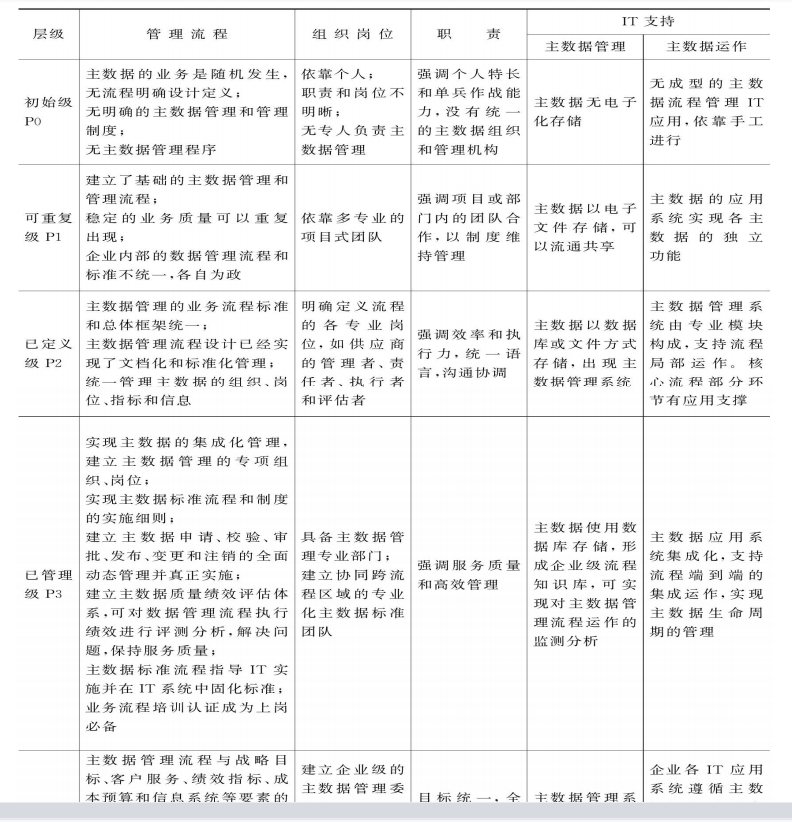 层级
管理流程
组织岗位
职 责
IT 支持
主数据管理
主数据运作
初始级
P0
主数据的业务是随机发生,
无流程明确设计定义;
无明确的主数据管理和管理
制度;
无主数据管理程序
依靠个人;
职责和岗位不
明晰;
无专人负责主
数据管理
强调个人特长
和单兵作战能
力,没有统一
的主数据组织
和管理机构
主数据无电子
化存储
无成型的主数
据流程管理 IT
应用,依靠手工
进行
可重复
级 P1
建立了基础的主数据管理和
管理流程;
稳定的业务质量可以重复
出现;
企业内部的数据管理流程和
标准不统一,各自为政
依靠多专业的
项目式团队
强调项目或部
门内的团队合
作,以制度维
持管理
主数据以电子
文件存储,可
以流通共享
主数据的应用
系统实现各主
数据的独立
功能
已定义
级 P2
主数据管理的业务流程标准
和总体框架统一;
主数据管理流程设计已经实
现了文档化和标准化管理;
统一管理主数据的组织、岗
位、指标和信息
明确定义流程
的各专业岗
位,如供应商
的管理者、责
任者、执行者
和评估者
强调效率和执
行力,统一语
言,沟通协调
主数据以数据
库或文件方式
存储,出现主
数据管理系统
主数据管理系
统由专业模块
构成,支持流程
局部运作。核
心流程部分环
节有应用支撑
已管理
级 P3
实现主数据的集成化管理,
建立主数据管理的专项组
织、岗位;
实现主数据标准流程和制度
的实施细则;
建立主数据申请、校验、审
批、发布、变更和注销的全面
动态管理并真正实施;
建立主数据质量绩效评估体
系,可对数据管理流程执行
绩效进行评测分析,解决问
题,保持服务质量;
主数据标准流程指导 IT 实
施并在 IT 系统中固化标准;
业务流程培训认证成为上岗
必备
具备主数据管
理专业部门;
建立协同跨流
程区域的专业
化主数据标准
团队
强调服务质量
和高效管理
主数据使用数
据库存储,形
成企业级流程
知识库,可实
现对主数据管
理流程运作的
监测分析
主数据应用系
统集成化,支持
流程端到端的
集成运作,实现
主数据生命周
期的管理
主数据管理流程与战略目
标、客户服务、绩效指标、成
本预算和信息系统等要素的
建立企业级的
主数据管理委
目标统一,全
主数据管理系
企业各 IT 应用
系统遵循主数